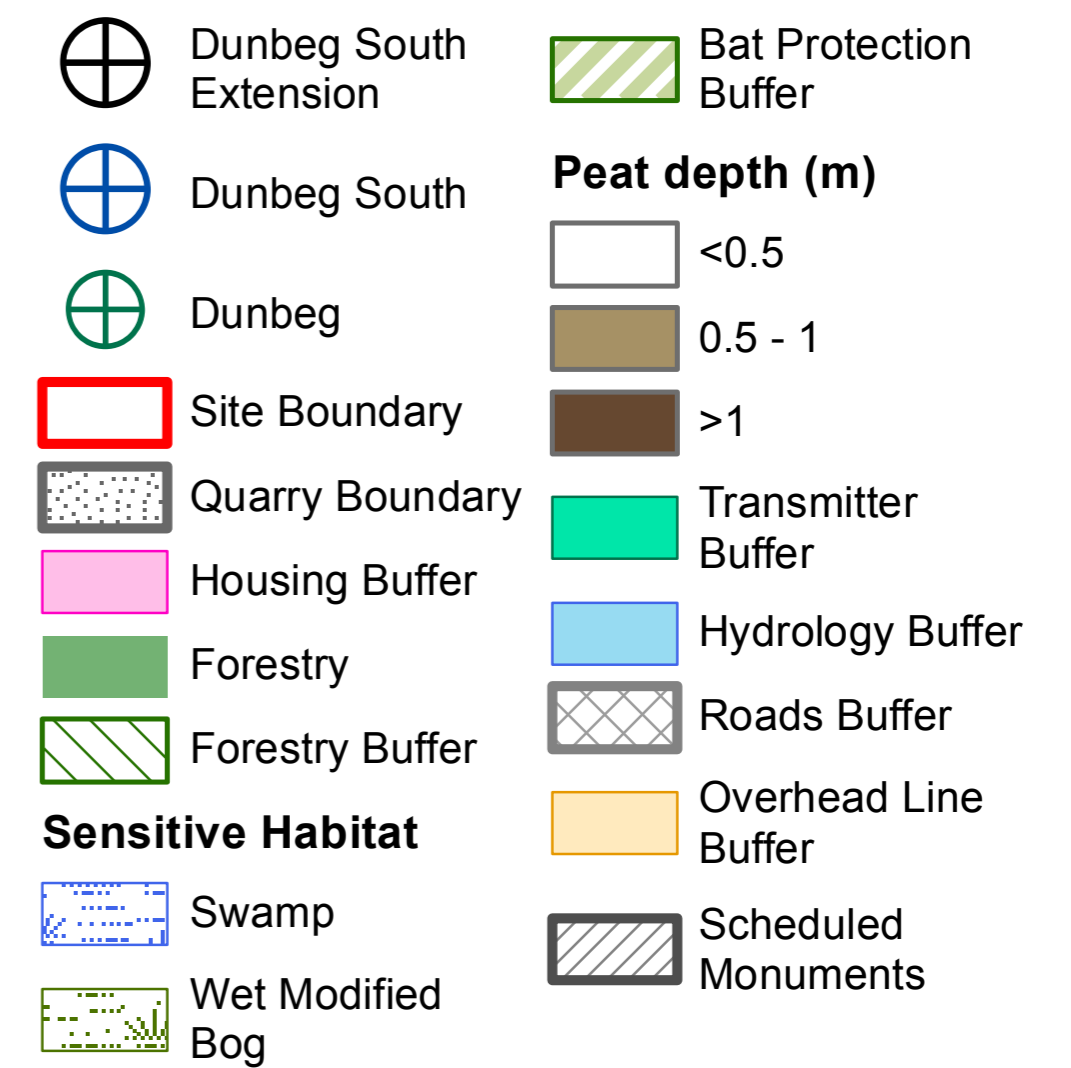 Dunbeg South
Extension
Dunbeg South
Dunbeg
Site Boundary
Quarry Boundary
Housing Buffer
Forestry
Forestry Buffer
Sensitive Habitat
Swamp
Wet Modified
Bog
Bat Protection
Buffer
Peat depth (m)
<0.5
0.5 - 1
>1
Transmitter
Buffer
Hydrology Buffer
Roads Buffer
Overhead Line
Buffer
Scheduled
Monuments